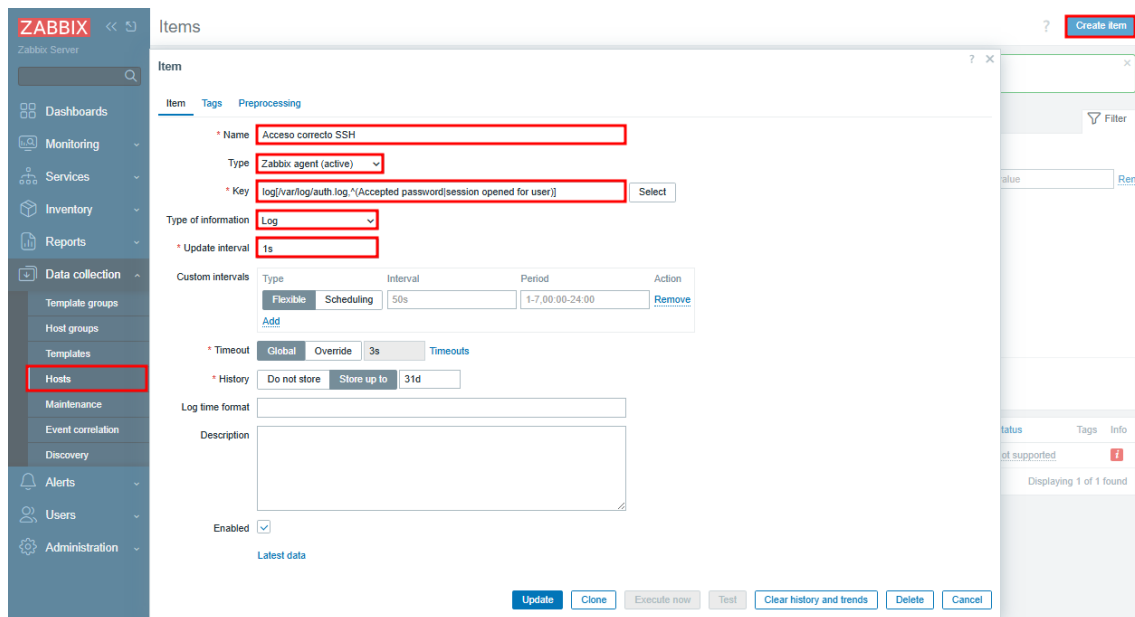 ZABBIX
Zabbix Server
Dashboards
Monitoring
Services
Inventory
Reports
Data collection
Template groups
Host groups
Templates
Hosts
Maintenance
Event correlation
Discovery
Alerts
Users
Administration
Items
? Create item
Item ? ×
Item Tags Preprocessing
* Name Acceso correcto SSH
Type Zabbix agent (active)
* Key log[/var/log/auth.log,^(Accepted password|session opened for user)] Select
Type of information Log
* Update interval 1s
Custom intervals Type Interval Period Action
Flexible Scheduling 50s 1-7,00:00-24:00 Remove
Add
* Timeout Global Override 3s Timeouts
* History Do not store Store up to 31d
Log time format
Description
Enabled
Latest data
Update Clone Execute now Test Clear history and trends Delete Cancel
Filter
alue Rem
tatus Tags Info
ot supported i
Displaying 1 of 1 found